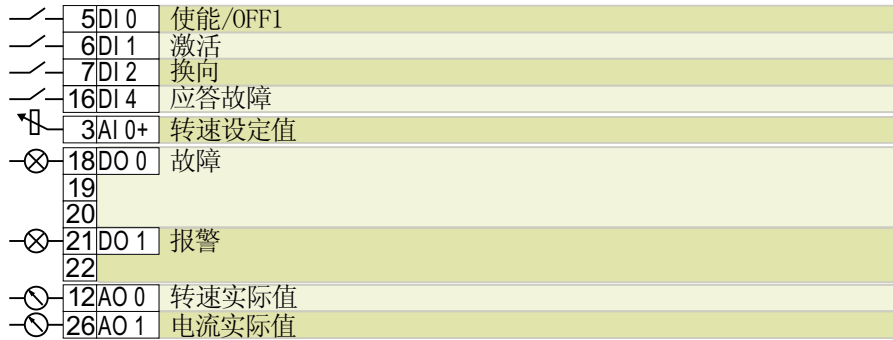 5 DI 0 使能/OFF1
6 DI 1 激活
7 DI 2 换向
16 DI 4 应答故障
3 AI 0+ 转速设定值
18 DO 0 故障
19
20
21 DO 1 报警
22
12 AO 0 转速实际值
26 AO 1 电流实际值